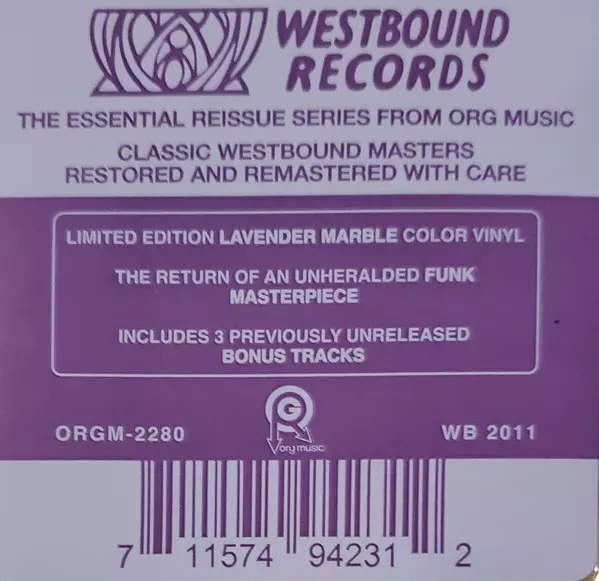 WESTBOUND
RECORDS
THE ESSENTIAL REISSUE SERIES FROM ORG MUSIC
CLASSIC WESTBOUND MASTERS
RESTORED AND REMASTERED WITH CARE
LIMITED EDITION LAVENDER MARBLE COLOR VINYL
THE RETURN OF AN UNHERALDED FUNK
MASTERPIECE
INCLUDES 3 PREVIOUSLY UNRELEASED
BONUS TRACKS
ORGM-2280
G
org music
WB 2011
7 11574 94231 2